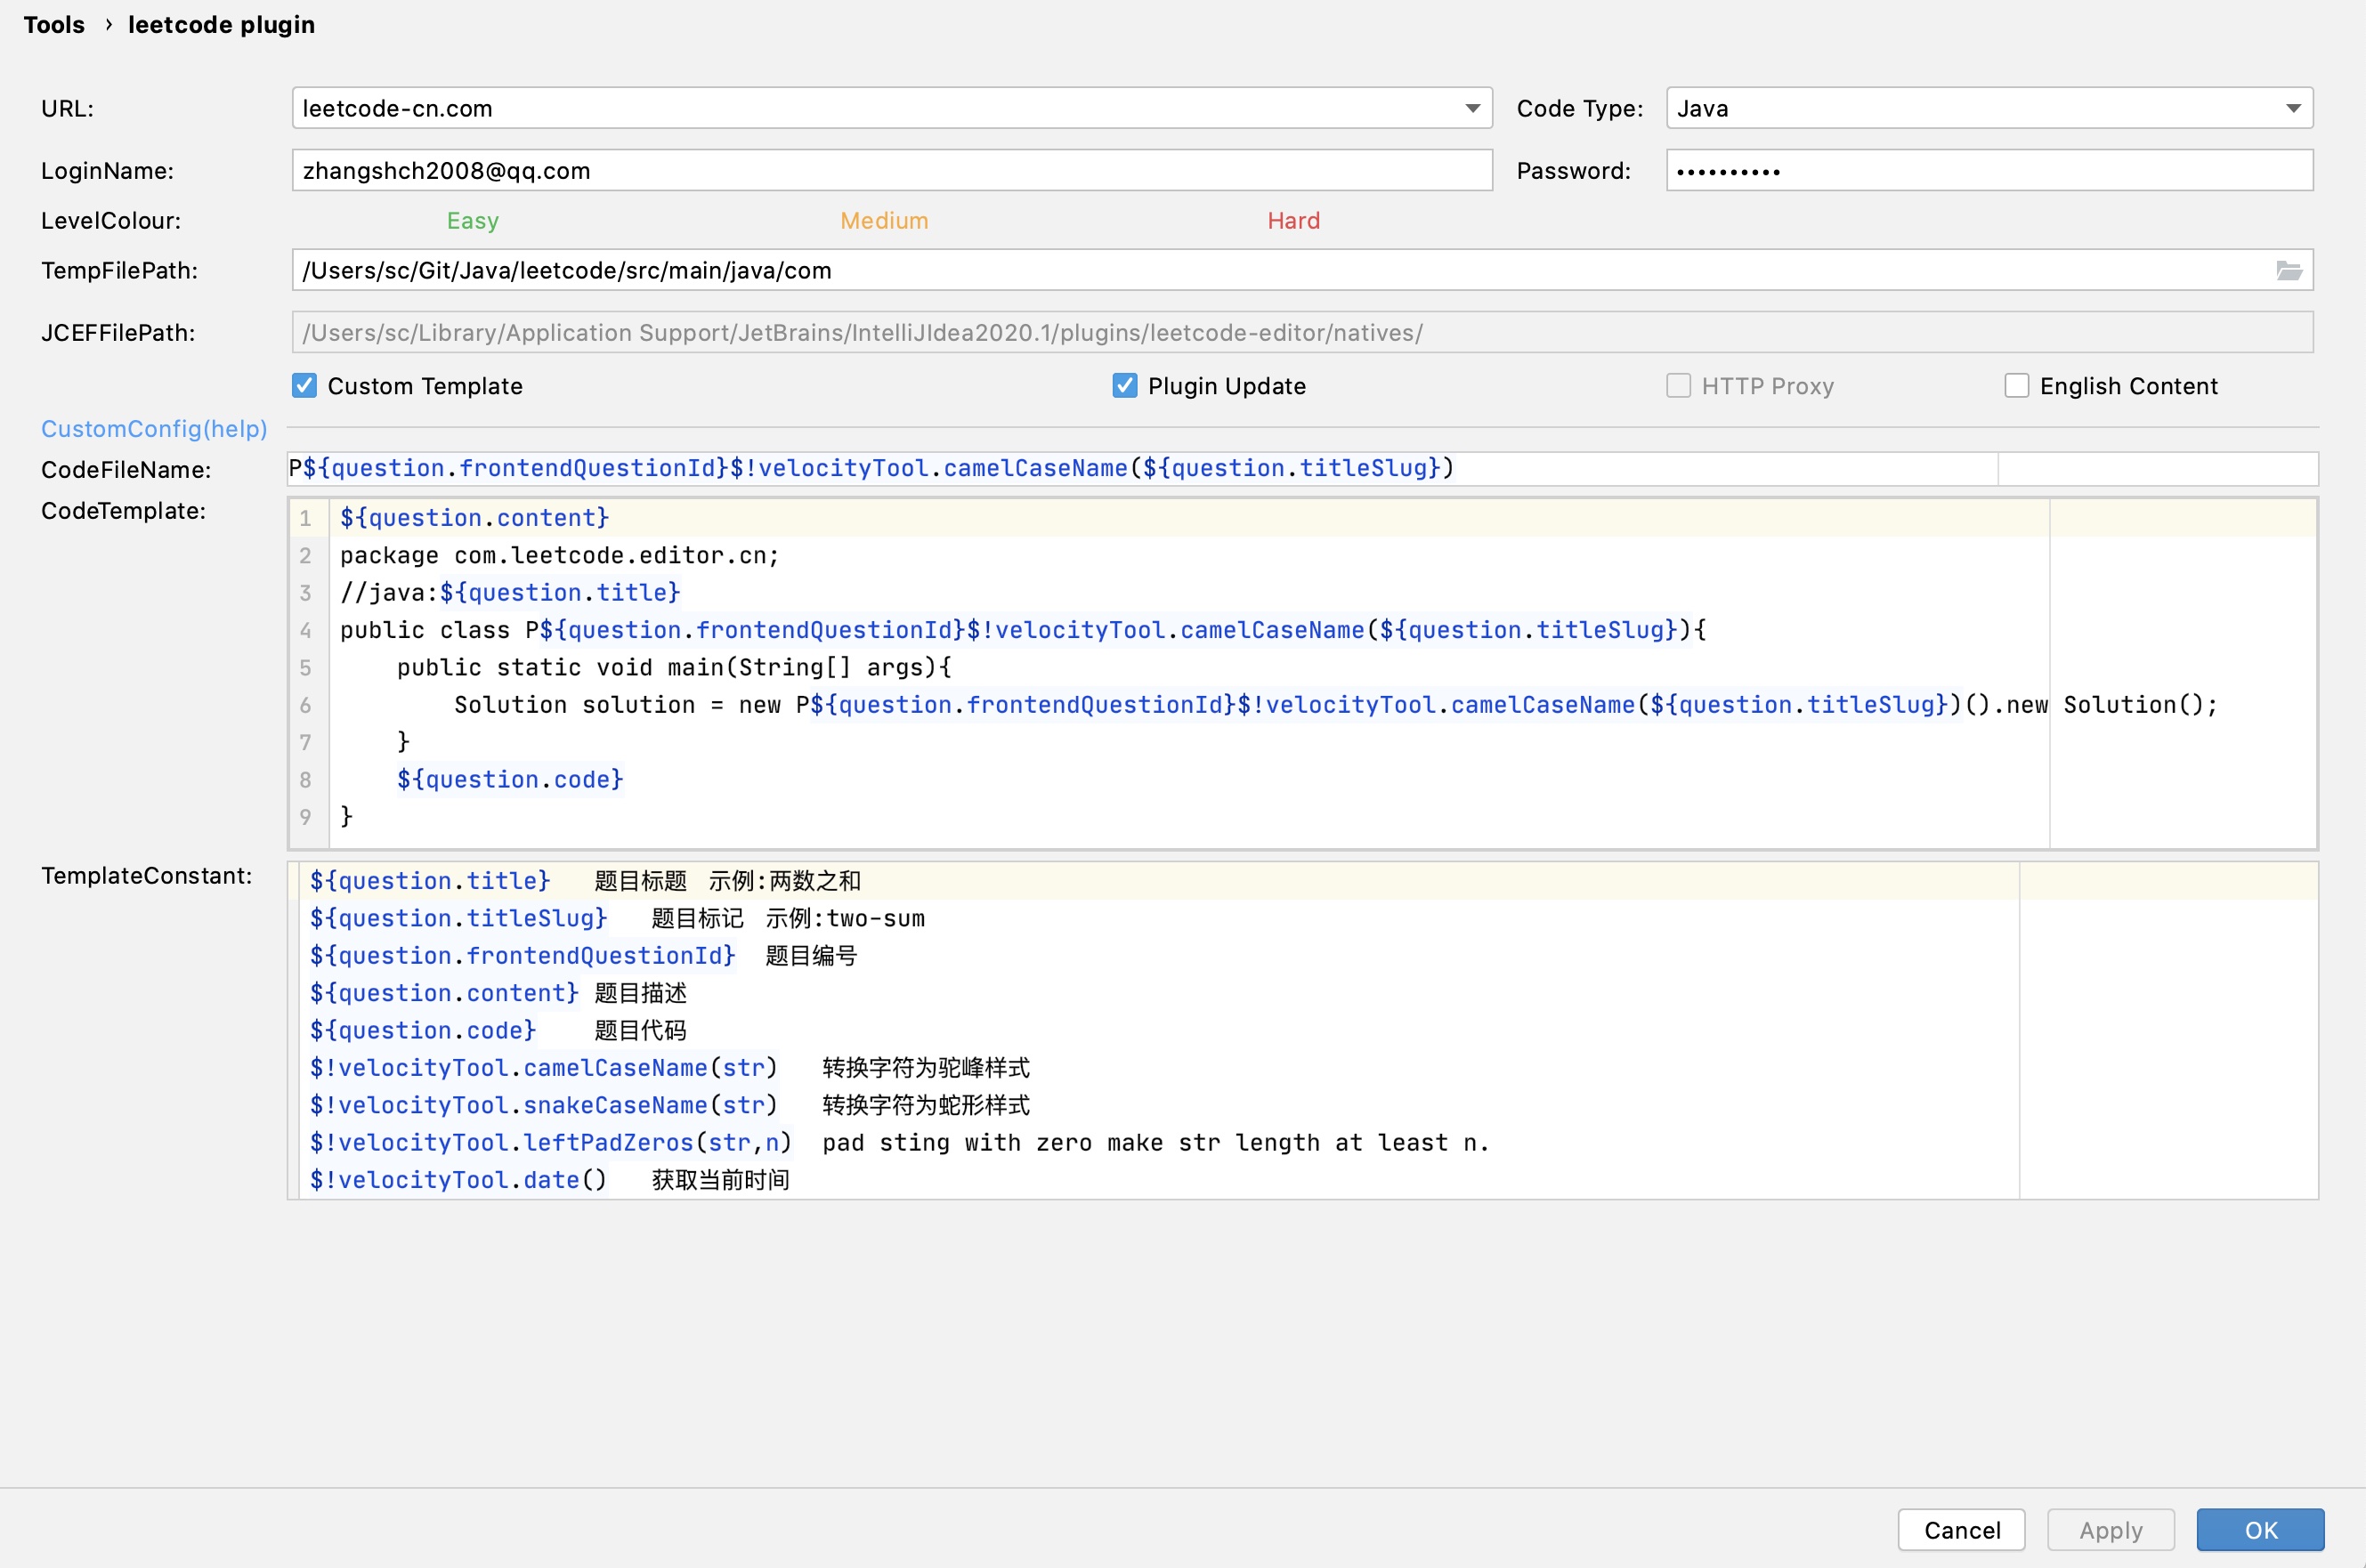 Tools › leetcode plugin
URL: leetcode-cn.com Code Type: Java
LoginName: zhangshch2008@qq.com Password: ••••••••••
LevelColour: Easy Medium Hard
TempFilePath: /Users/sc/Git/Java/leetcode/src/main/java/com
JCEFFilePath: /Users/sc/Library/Application Support/JetBrains/IntelliJIdea2020.1/plugins/leetcode-editor/natives/
Custom Template Plugin Update HTTP Proxy English Content
CustomConfig(help)
CodeFileName: P${question.frontendQuestionId}$!velocityTool.camelCaseName(${question.titleSlug})
CodeTemplate:
1 ${question.content}
2 package com.leetcode.editor.cn;
3 //java:${question.title}
4 public class P${question.frontendQuestionId}$!velocityTool.camelCaseName(${question.titleSlug}){
5     public static void main(String[] args){
6         Solution solution = new P${question.frontendQuestionId}$!velocityTool.camelCaseName(${question.titleSlug})().new Solution();
7     }
8     ${question.code}
9 }
TemplateConstant:
${question.title} 题目标题 示例:两数之和
${question.titleSlug} 题目标记 示例:two-sum
${question.frontendQuestionId} 题目编号
${question.content} 题目描述
${question.code} 题目代码
$!velocityTool.camelCaseName(str) 转换字符为驼峰样式
$!velocityTool.snakeCaseName(str) 转换字符为蛇形样式
$!velocityTool.leftPadZeros(str,n) pad sting with zero make str length at least n.
$!velocityTool.date() 获取当前时间
Cancel Apply OK